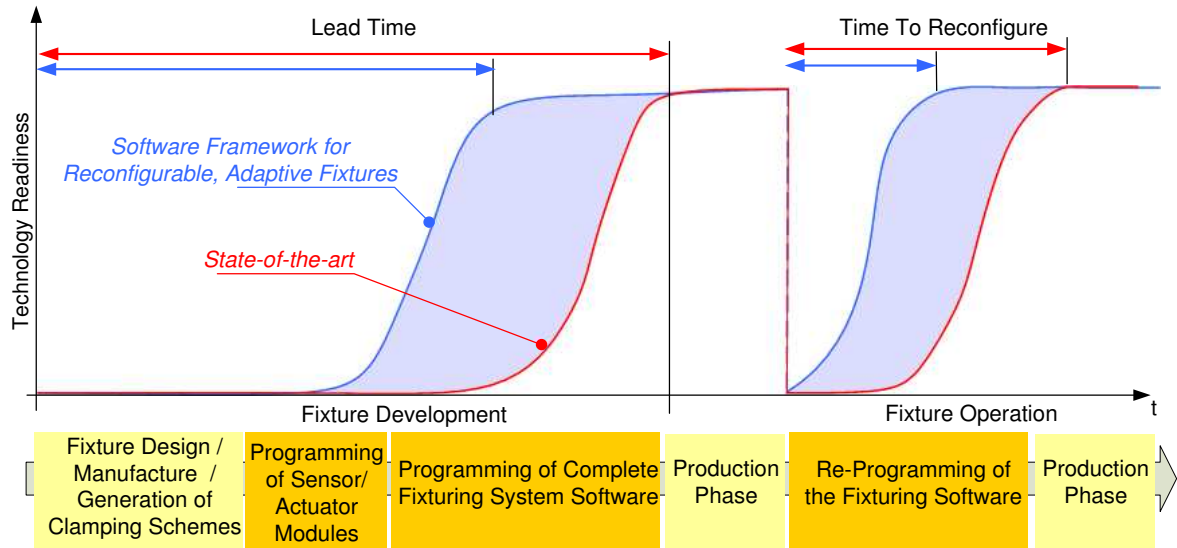 Lead Time
Time To Reconfigure
Technology Readiness
Software Framework for
Reconfigurable, Adaptive Fixtures
State-of-the-art
Fixture Development
Fixture Operation
t
Fixture Design /
Manufacture /
Generation of
Clamping Schemes
Programming
of Sensor/
Actuator
Modules
Programming of Complete
Fixturing System Software
Production
Phase
Re-Programming of
the Fixturing Software
Production
Phase